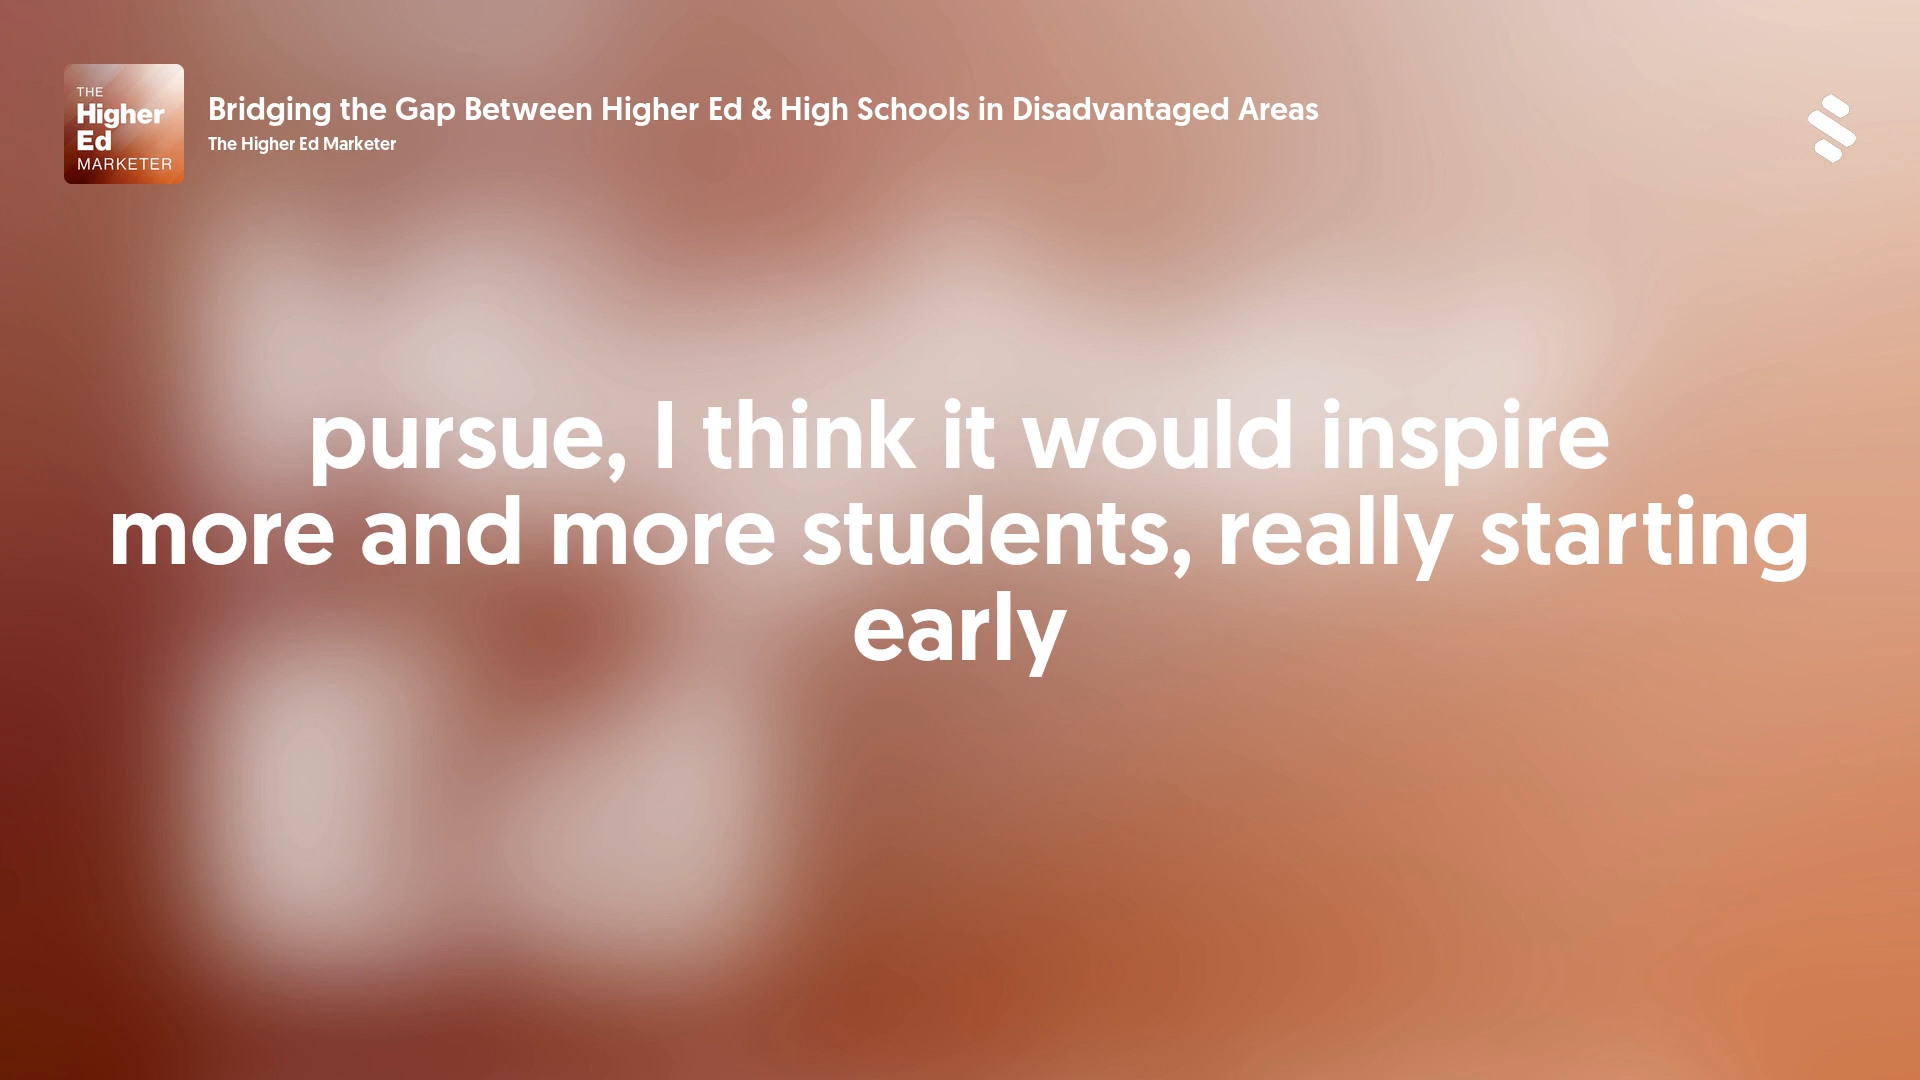 THE
Higher
Ed
MARKETER
Bridging the Gap Between Higher Ed & High Schools in Disadvantaged Areas
The Higher Ed Marketer
pursue, I think it would inspire
more and more students, really starting
early